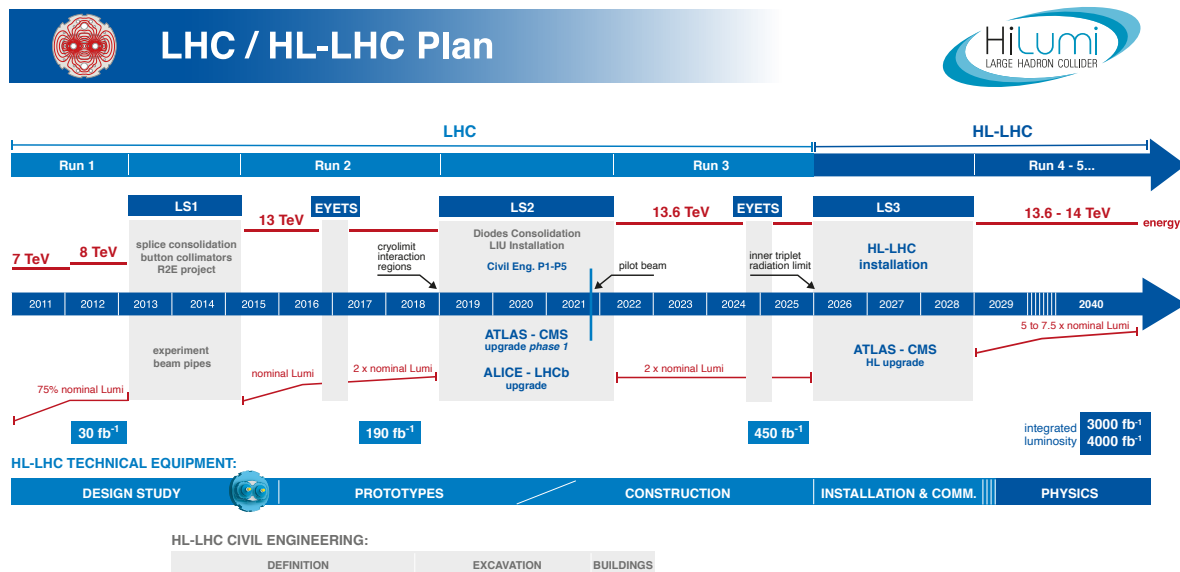 LHC / HL-LHC Plan
HiLumi
LARGE HADRON COLLIDER
LHC
HL-LHC
Run 1
Run 2
Run 3
Run 4 - 5...
LS1
EYETS
LS2
EYETS
LS3
13 TeV
13.6 TeV
13.6 - 14 TeV
energy
7 TeV
8 TeV
splice consolidation
button collimators
R2E project
cryolimit
interaction
regions
Diodes Consolidation
LIU Installation
Civil Eng. P1-P5
pilot beam
inner triplet
radiation limit
HL-LHC
installation
2011
2012
2013
2014
2015
2016
2017
2018
2019
2020
2021
2022
2023
2024
2025
2026
2027
2028
2029
2040
5 to 7.5 x nominal Lumi
experiment
beam pipes
ATLAS - CMS
upgrade phase 1
ALICE - LHCb
upgrade
ATLAS - CMS
HL upgrade
75% nominal Lumi
nominal Lumi
2 x nominal Lumi
2 x nominal Lumi
30 fb⁻¹
190 fb⁻¹
450 fb⁻¹
integrated
luminosity
3000 fb⁻¹
4000 fb⁻¹
HL-LHC TECHNICAL EQUIPMENT:
DESIGN STUDY
PROTOTYPES
CONSTRUCTION
INSTALLATION & COMM.
PHYSICS
HL-LHC CIVIL ENGINEERING:
DEFINITION
EXCAVATION
BUILDINGS